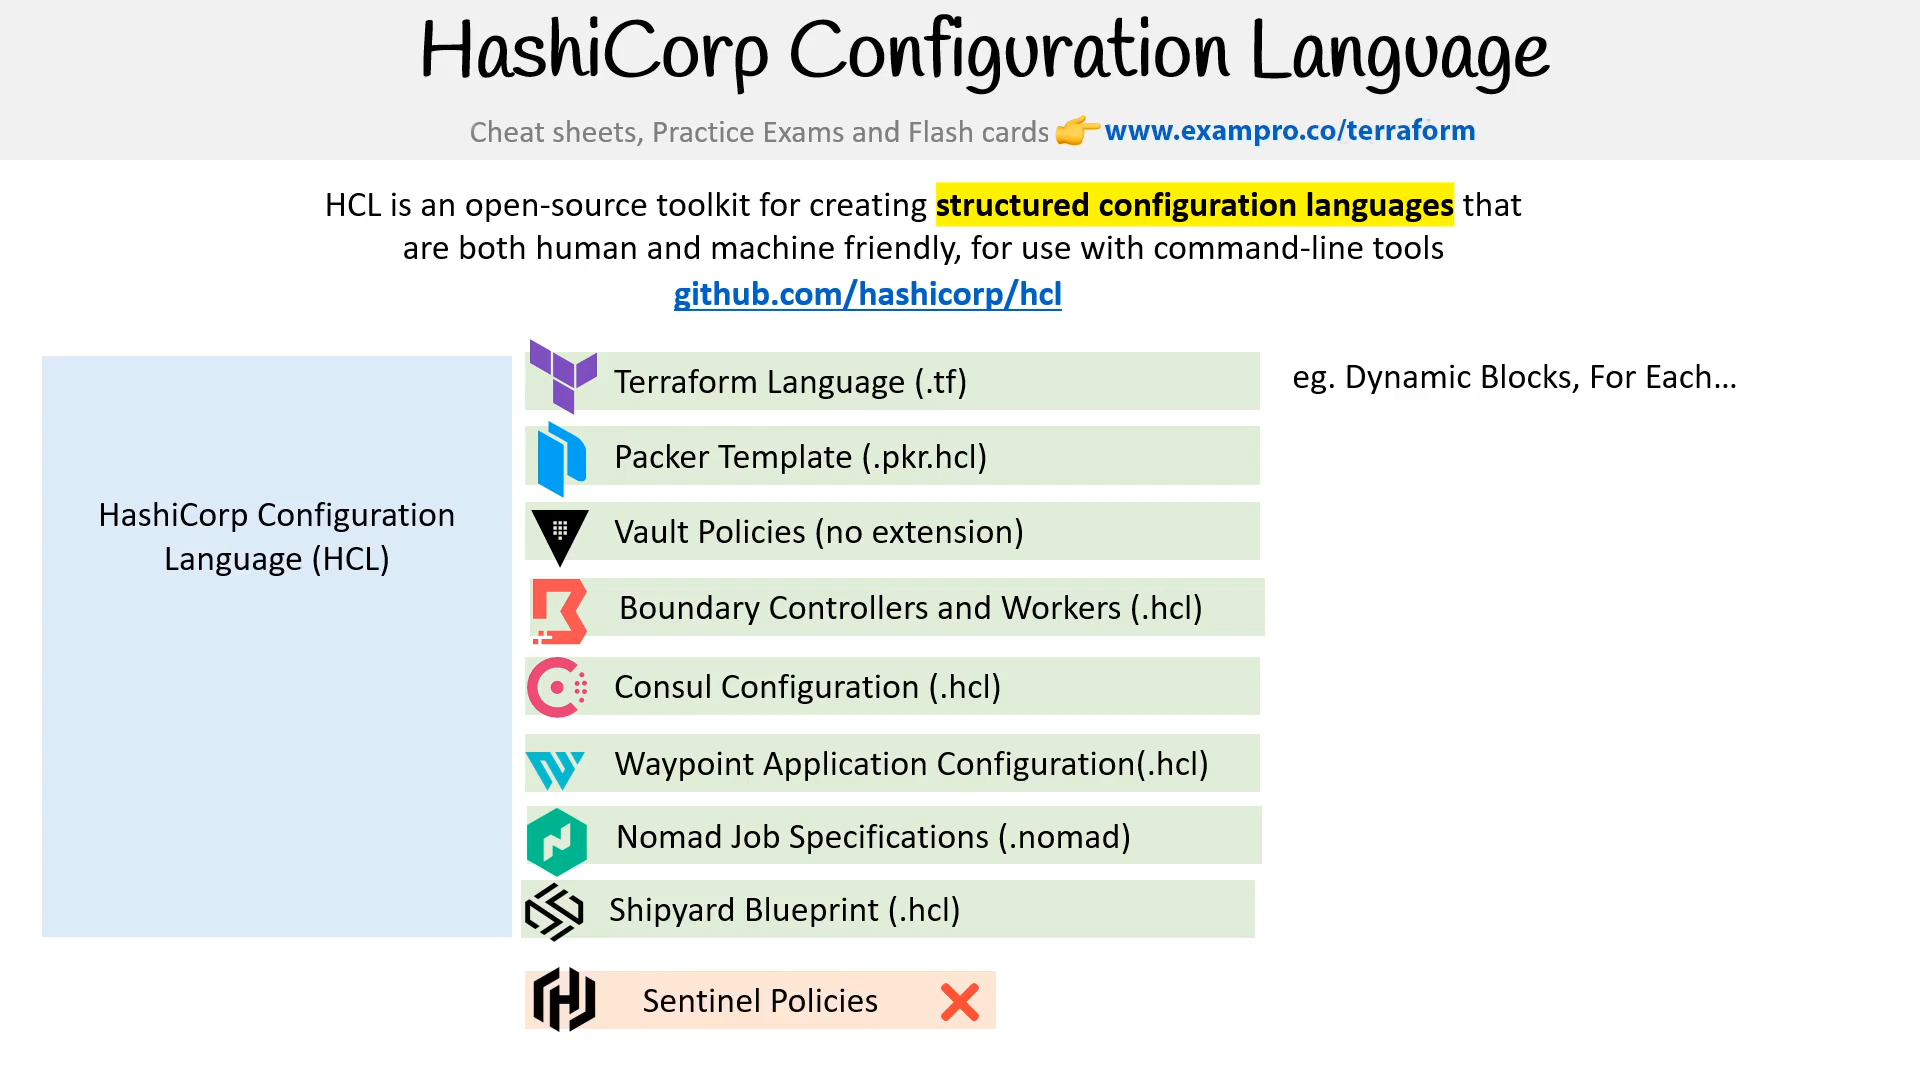 HashiCorp Configuration Language
Cheat sheets, Practice Exams and Flash cards 👉 www.exampro.co/terraform
HCL is an open-source toolkit for creating structured configuration languages that
are both human and machine friendly, for use with command-line tools
github.com/hashicorp/hcl
HashiCorp Configuration
Language (HCL)
Terraform Language (.tf)
eg. Dynamic Blocks, For Each...
Packer Template (.pkr.hcl)
Vault Policies (no extension)
Boundary Controllers and Workers (.hcl)
Consul Configuration (.hcl)
Waypoint Application Configuration(.hcl)
Nomad Job Specifications (.nomad)
Shipyard Blueprint (.hcl)
Sentinel Policies